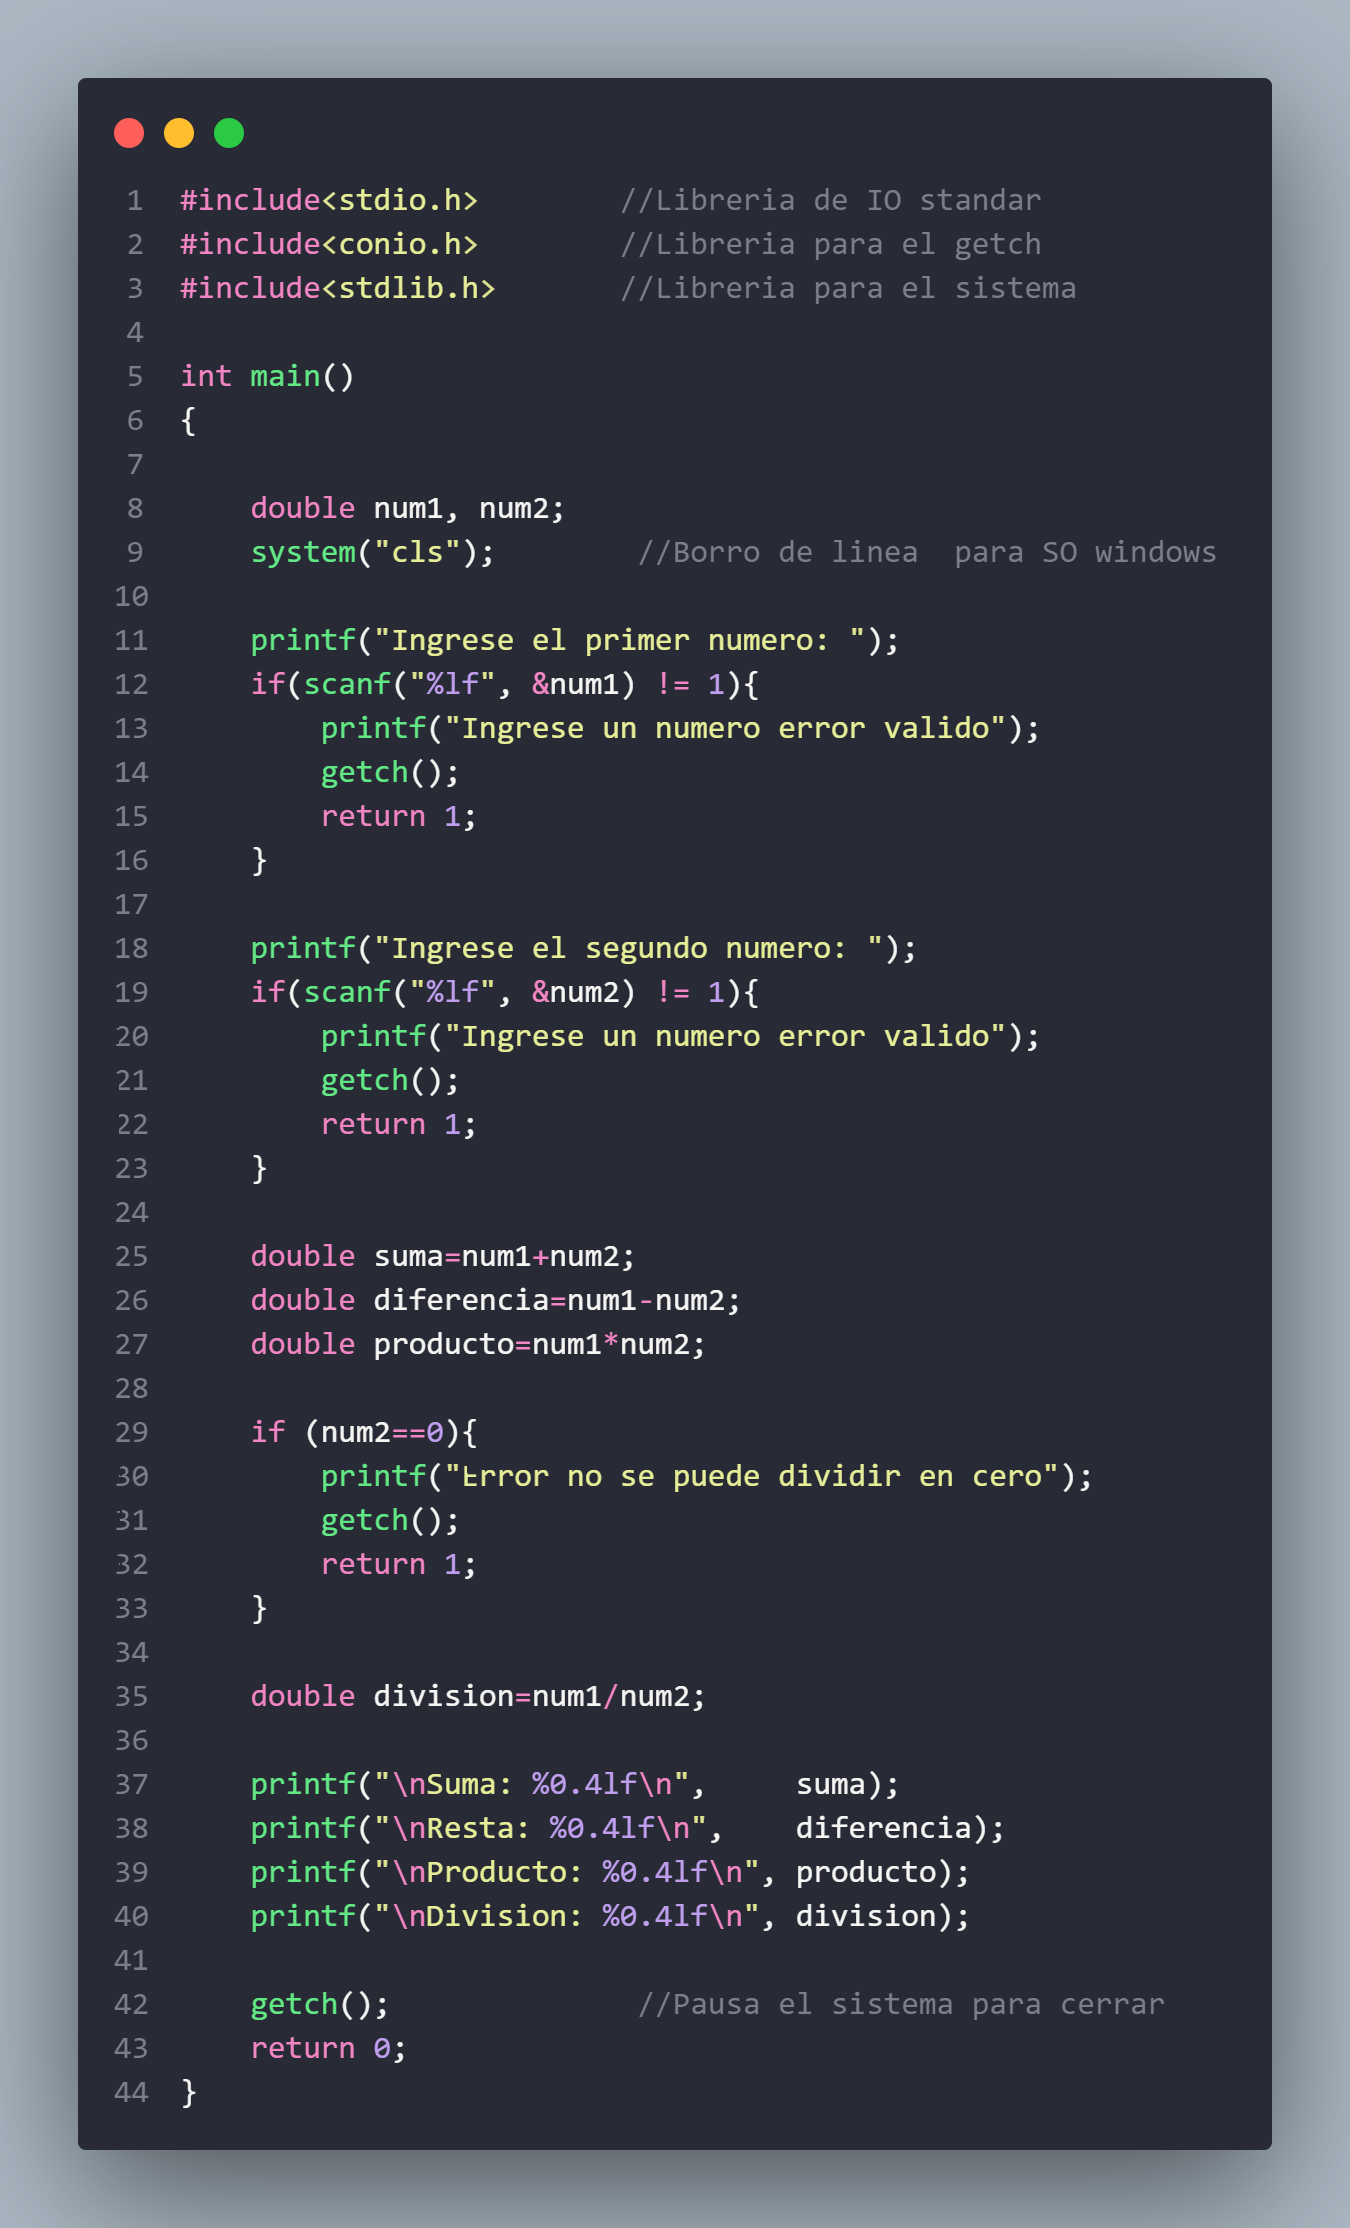 1 #include<stdio.h>        //Libreria de IO standar
2 #include<conio.h>        //Libreria para el getch
3 #include<stdlib.h>       //Libreria para el sistema
4
5 int main()
6 {
7
8     double num1, num2;
9     system("cls");        //Borro de linea  para SO windows
10
11     printf("Ingrese el primer numero: ");
12     if(scanf("%lf", &num1) != 1){
13         printf("Ingrese un numero error valido");
14         getch();
15         return 1;
16     }
17
18     printf("Ingrese el segundo numero: ");
19     if(scanf("%lf", &num2) != 1){
20         printf("Ingrese un numero error valido");
21         getch();
22         return 1;
23     }
24
25     double suma=num1+num2;
26     double diferencia=num1-num2;
27     double producto=num1*num2;
28
29     if (num2==0){
30         printf("Error no se puede dividir en cero");
31         getch();
32         return 1;
33     }
34
35     double division=num1/num2;
36
37     printf("\nSuma: %0.4lf\n",     suma);
38     printf("\nResta: %0.4lf\n",    diferencia);
39     printf("\nProducto: %0.4lf\n", producto);
40     printf("\nDivision: %0.4lf\n", division);
41
42     getch();              //Pausa el sistema para cerrar
43     return 0;
44 }